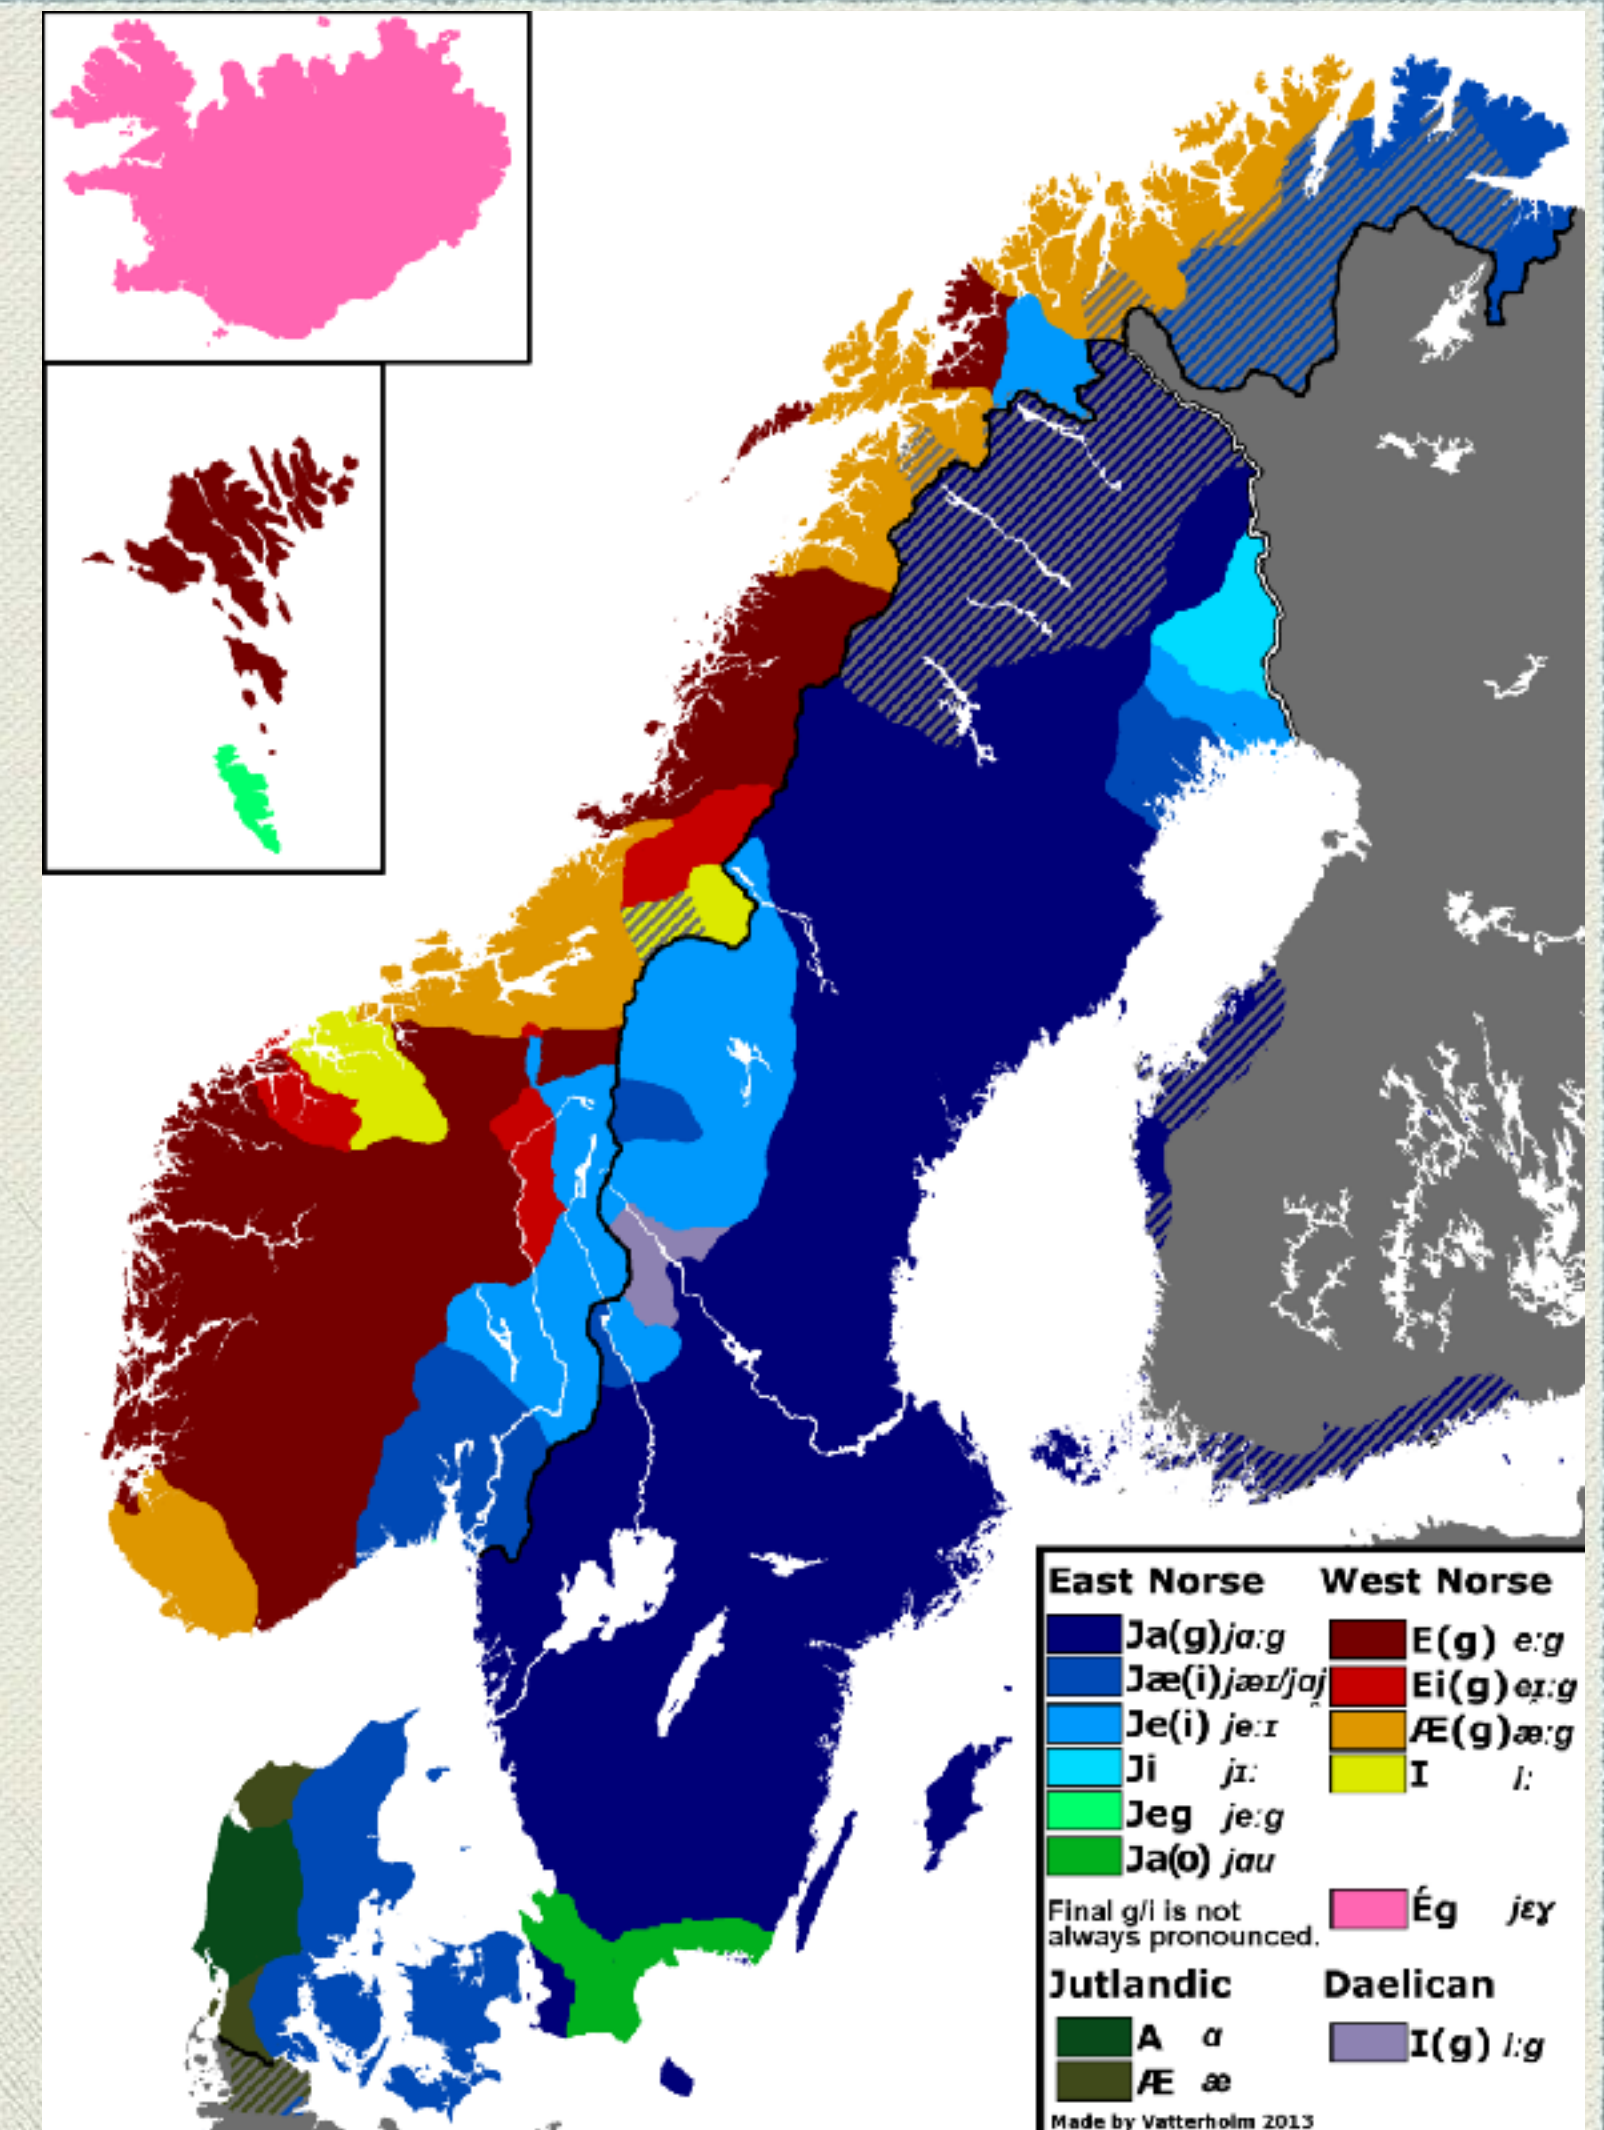 East Norse
Ja(g) jɑːg
Jæ(i) jæɪ/jɑj
Je(i) jeːɪ
Ji jɪː
Jeg jeːg
Ja(o) jɑu
Final g/i is not
always pronounced.
West Norse
E(g) eːg
Ei(g) eɪːg
Æ(g) æːg
I iː
Ég jɛɣ
Jutlandic
A ɑ
Æ æ
Daelican
I(g) iːg
Made by Vatterholm 2013